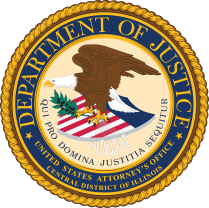 DEPARTMENT OF JUSTICE
QUI PRO DOMINA JUSTITIA SEQUITUR
UNITED STATES ATTORNEY'S OFFICE
CENTRAL DISTRICT OF ILLINOIS